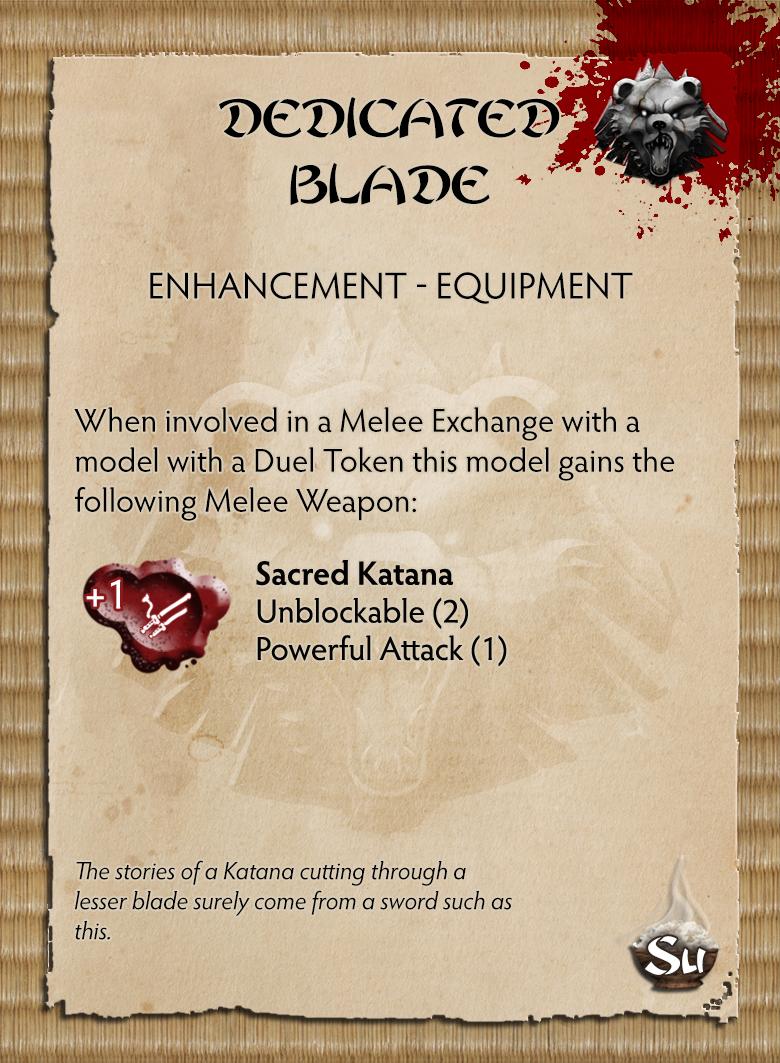 DEDICATED
BLADE
ENHANCEMENT - EQUIPMENT
When involved in a Melee Exchange with a
model with a Duel Token this model gains the
following Melee Weapon:
+1
Sacred Katana
Unblockable (2)
Powerful Attack (1)
The stories of a Katana cutting through a
lesser blade surely come from a sword such as
this.
Su